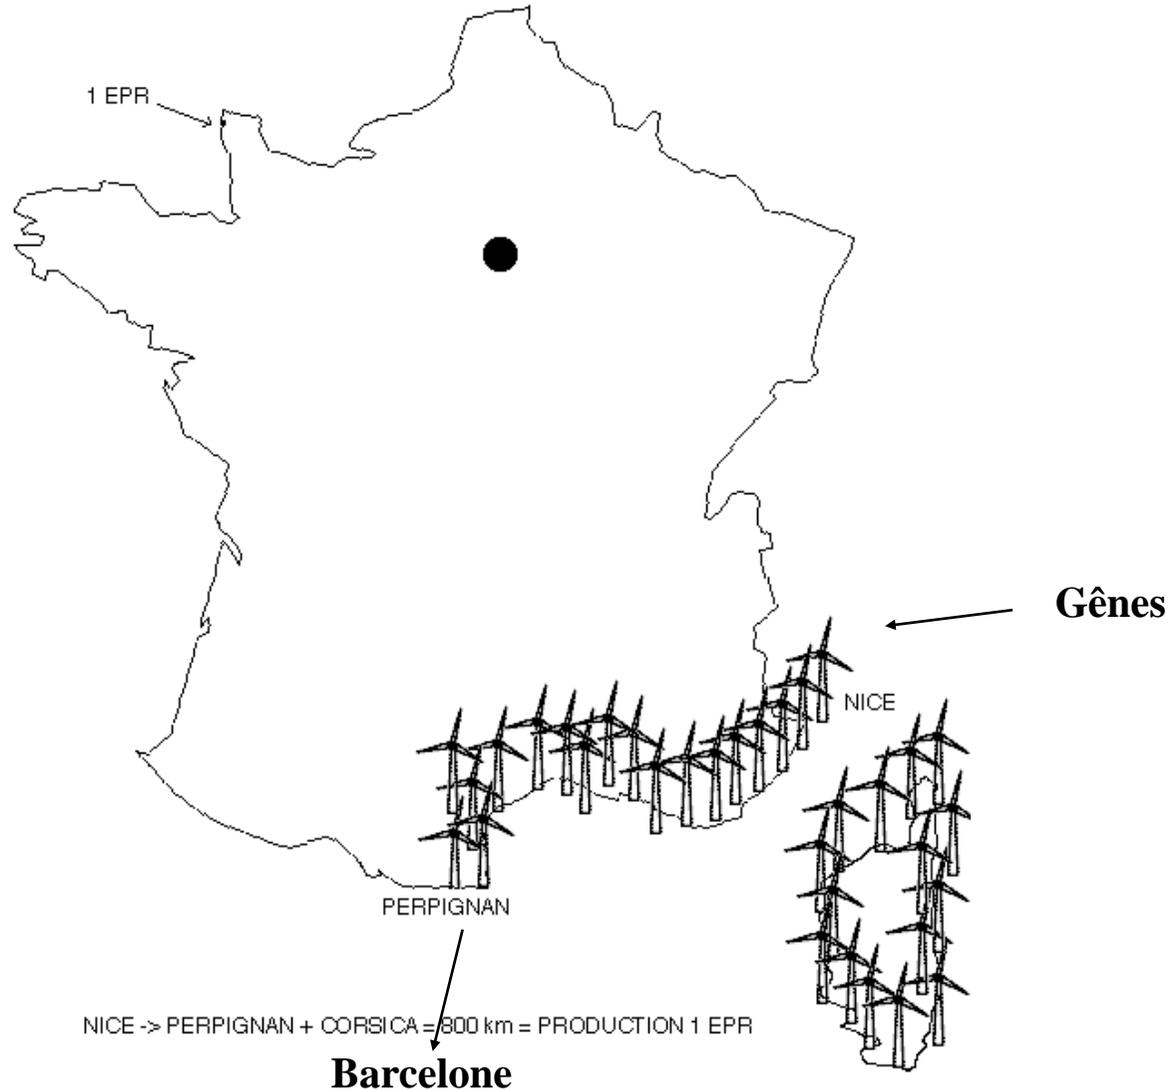 1 EPR
Gênes
NICE
PERPIGNAN
NICE -> PERPIGNAN + CORSICA = 800 km = PRODUCTION 1 EPR
Barcelone